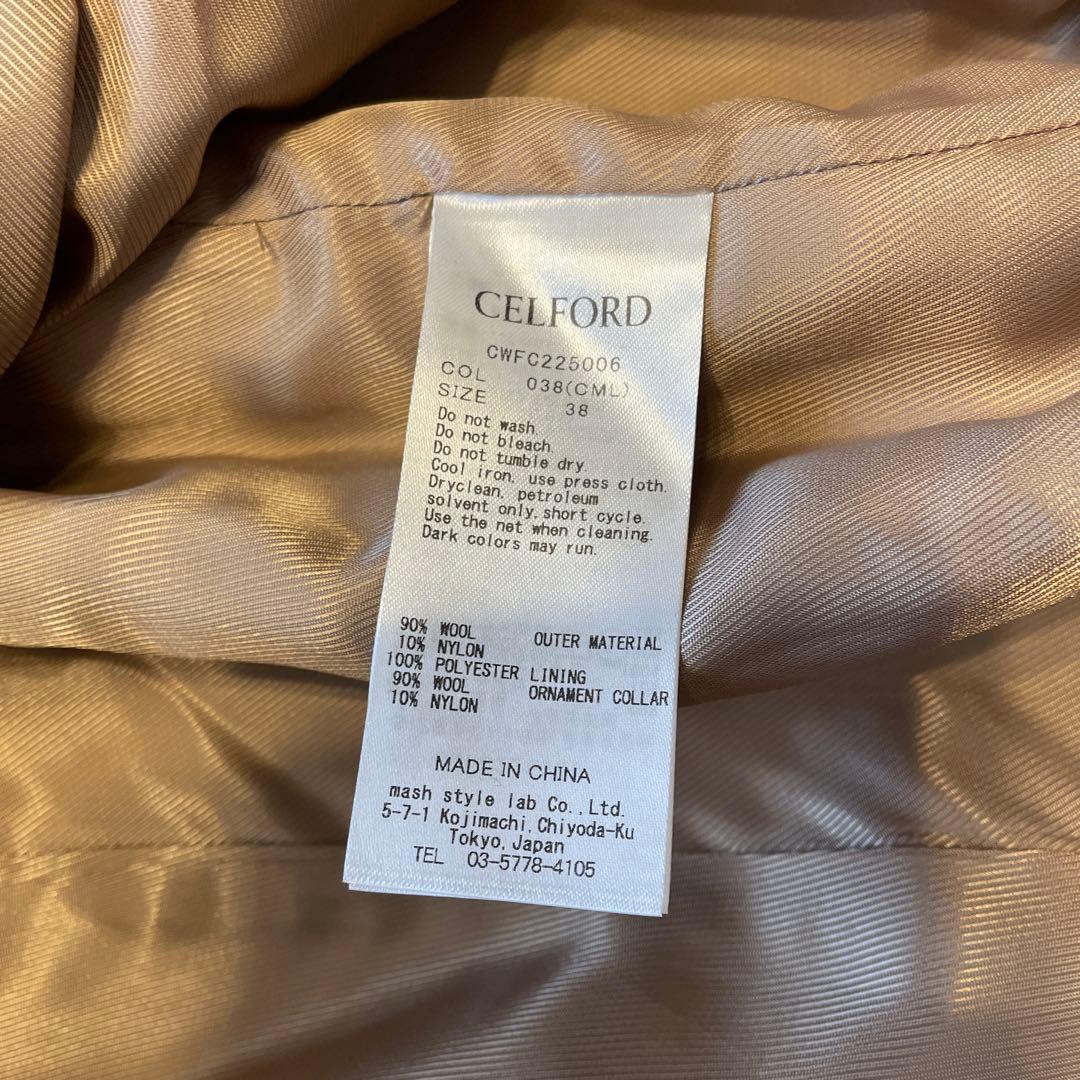 CELFORD
CWFC225006
COL 038(CML)
SIZE 38
Do not wash.
Do not bleach.
Do not tumble dry.
Cool iron, use press cloth.
Dryclean, petroleum
solvent only, short cycle.
Use the net when cleaning.
Dark colors may run.
90% WOOL OUTER MATERIAL
10% NYLON
100% POLYESTER LINING
90% WOOL ORNAMENT COLLAR
10% NYLON
MADE IN CHINA
mash style lab Co.,Ltd.
5-7-1 Kojimachi, Chiyoda-Ku
Tokyo, Japan
TEL 03-5778-4105